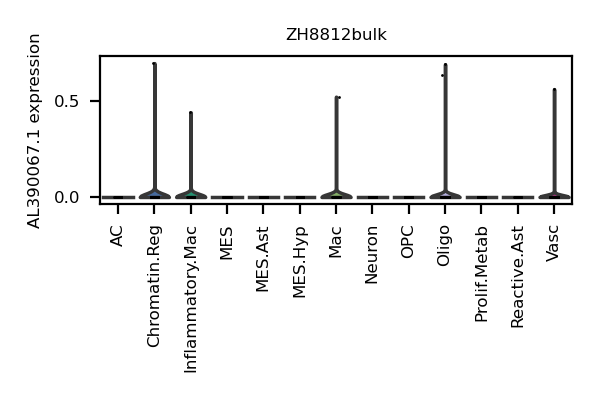 ZH8812bulk
AL390067.1 expression
0.5
0.0
AC
Chromatin.Reg
Inflammatory.Mac
MES
MES.Ast
MES.Hyp
Mac
Neuron
OPC
Oligo
Prolif.Metab
Reactive.Ast
Vasc